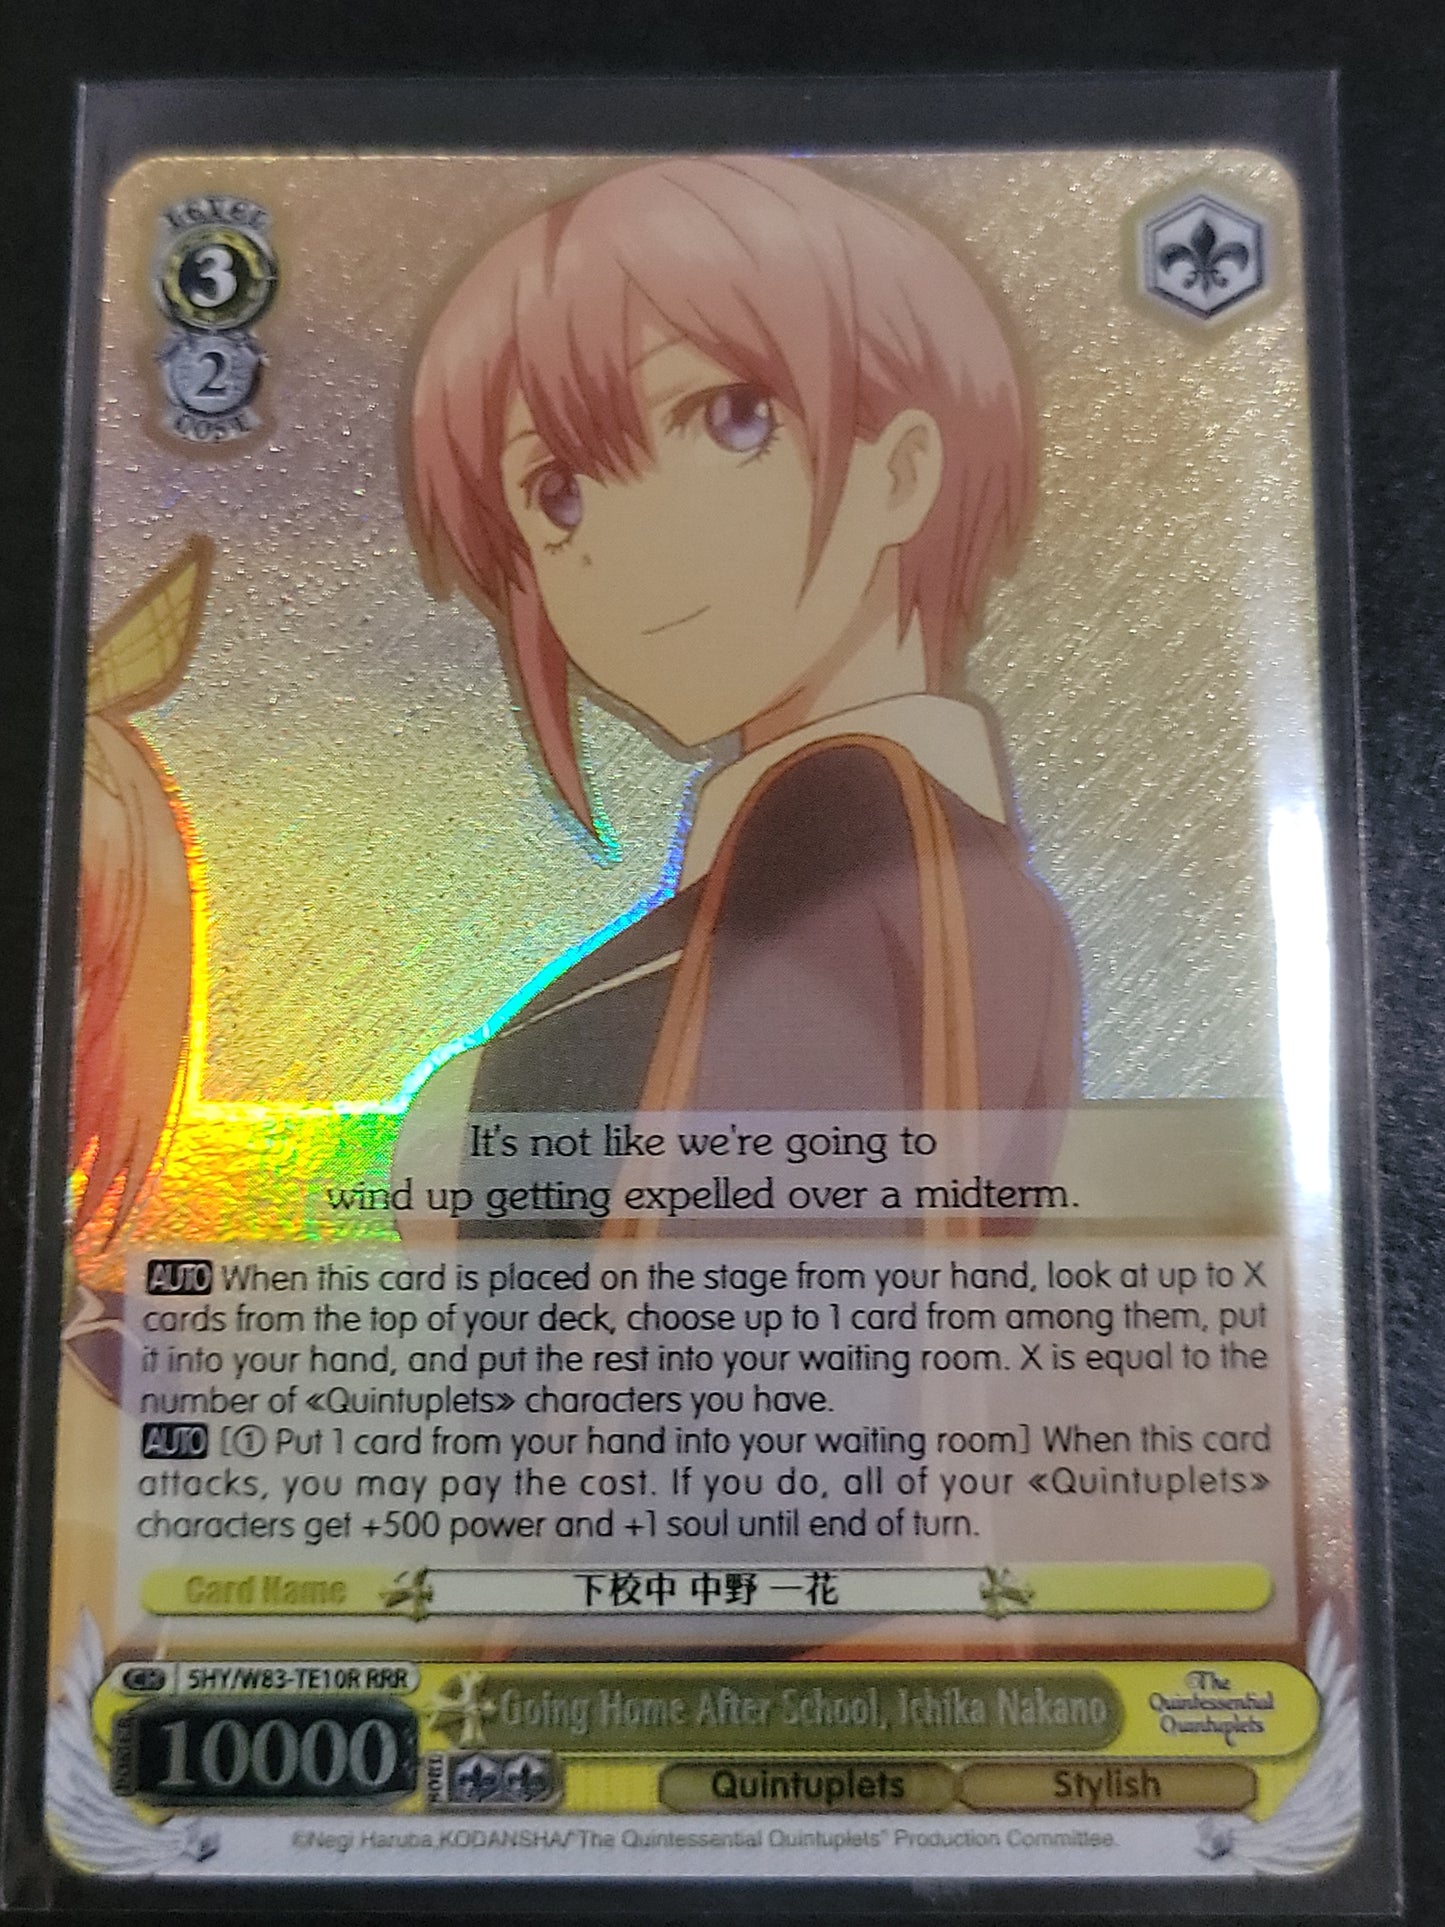 LEVEL
3
2
COST
It's not like we're going to
wind up getting expelled over a midterm.
AUTO When this card is placed on the stage from your hand, look at up to X
cards from the top of your deck, choose up to 1 card from among them, put
it into your hand, and put the rest into your waiting room. X is equal to the
number of «Quintuplets» characters you have.
AUTO [① Put 1 card from your hand into your waiting room] When this card
attacks, you may pay the cost. If you do, all of your «Quintuplets»
characters get +500 power and +1 soul until end of turn.
Card Name 下校中 中野 一花
CH 5HY/W83-TE10R RRR
Going Home After School, Ichika Nakano
The
Quintessential
Quintuplets
POWER 10000
SOUL
Quintuplets Stylish
©Negi Haruba,KODANSHA/"The Quintessential Quintuplets" Production Committee.